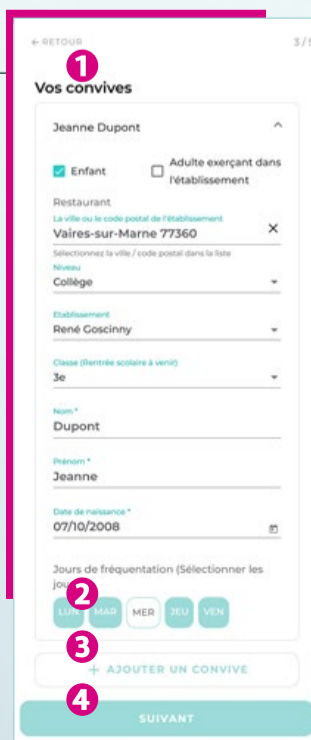 ← RETOUR
3/5
1
Vos convives
Jeanne Dupont
Enfant
Adulte exerçant dans
l'établissement
Restaurant
La ville ou le code postal de l'établissement
Vaires-sur-Marne 77360
Sélectionnez la ville / code postal dans la liste
Niveau
Collège
Etablissement
René Goscinny
Classe (Rentrée scolaire à venir)
3e
Nom *
Dupont
Prénom *
Jeanne
Date de naissance *
07/10/2008
Jours de fréquentation (Sélectionner les
2
LUN MAR MER JEU VEN
3
+ AJOUTER UN CONVIVE
4
SUIVANT